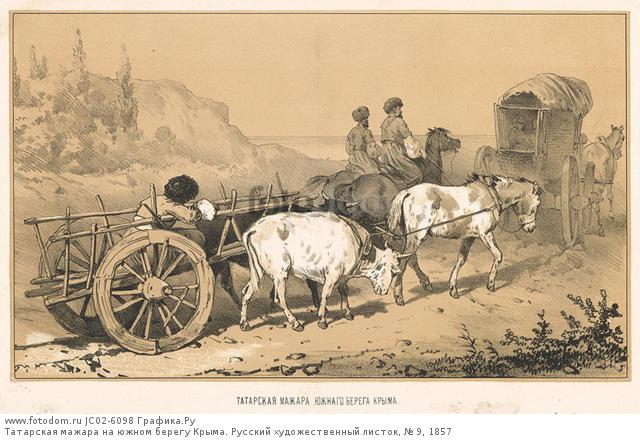 fotodom
ТАТАРСКАЯ МАЖАРА ЮЖНАГО БЕРЕГА КРЫМА.
www.fotodom.ru JC02-6098 Графика.Ру
Татарская мажара на южном берегу Крыма. Русский художественный листок, № 9, 1857